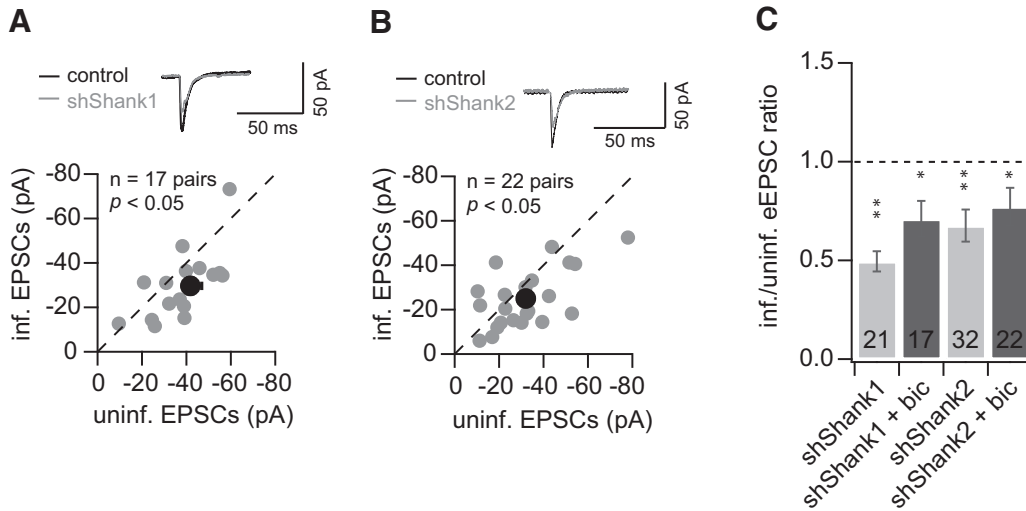 A
control
shShank1
50 pA
50 ms
n = 17 pairs
p < 0.05
-80
-60
-40
-20
0
inf. EPSCs (pA)
0 -20 -40 -60 -80
uninf. EPSCs (pA)
B
control
shShank2
50 pA
50 ms
n = 22 pairs
p < 0.05
-80
-60
-40
-20
0
inf. EPSCs (pA)
0 -20 -40 -60 -80
uninf. EPSCs (pA)
C
inf./uninf. eEPSC ratio
1.5
1.0
0.5
0.0
** * ** *
21 17 32 22
shShank1
shShank1 + bic
shShank2
shShank2 + bic